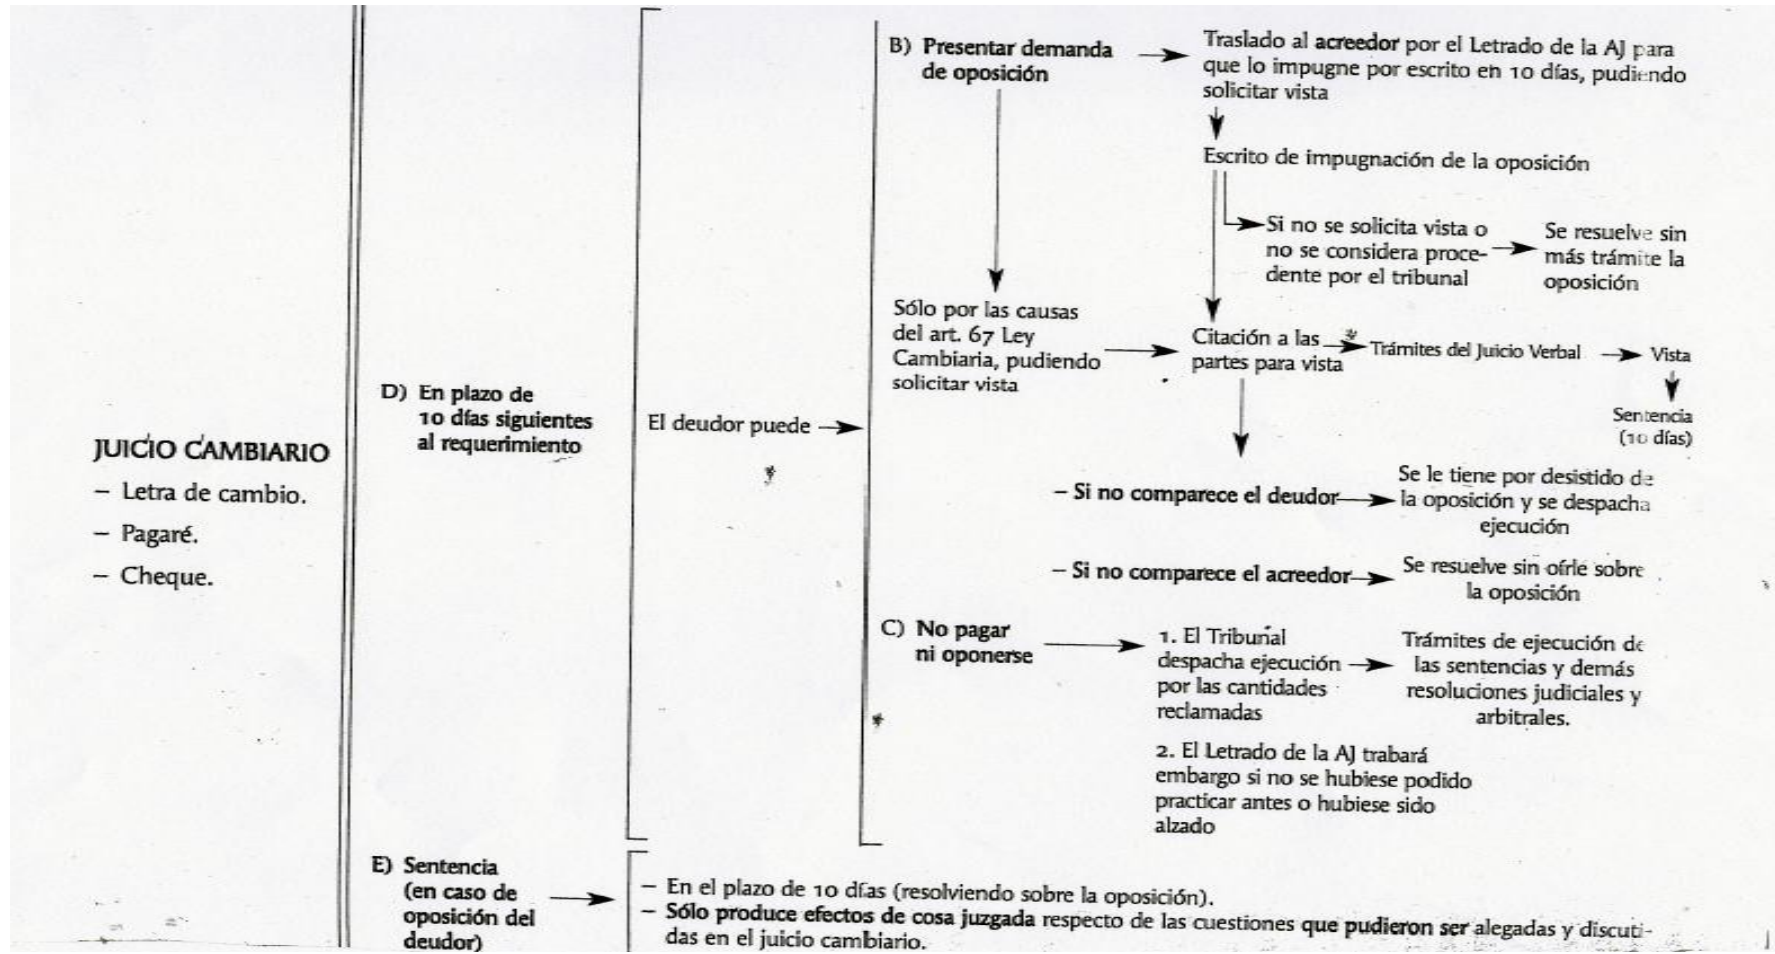 JUICIO CAMBIARIO
– Letra de cambio.
– Pagaré.
– Cheque.
D) En plazo de
10 días siguientes
al requerimiento
El deudor puede
B) Presentar demanda
de oposición
Traslado al acreedor por el Letrado de la AJ para
que lo impugne por escrito en 10 días, pudiendo
solicitar vista
Escrito de impugnación de la oposición
Si no se solicita vista o
no se considera proce-
dente por el tribunal
Se resuelve sin
más trámite la
oposición
Sólo por las causas
del art. 67 Ley
Cambiaria, pudiendo
solicitar vista
Citación a las
partes para vista
Trámites del Juicio Verbal
Vista
Sentencia
(10 días)
– Si no comparece el deudor
Se le tiene por desistido de
la oposición y se despacha
ejecución
– Si no comparece el acreedor
Se resuelve sin oírle sobre
la oposición
C) No pagar
ni oponerse
1. El Tribunal
despacha ejecución
por las cantidades
reclamadas
Trámites de ejecución de
las sentencias y demás
resoluciones judiciales y
arbitrales.
2. El Letrado de la AJ trabará
embargo si no se hubiese podido
practicar antes o hubiese sido
alzado
E) Sentencia
(en caso de
oposición del
deudor)
– En el plazo de 10 días (resolviendo sobre la oposición).
– Sólo produce efectos de cosa juzgada respecto de las cuestiones que pudieron ser alegadas y discuti-
das en el juicio cambiario.